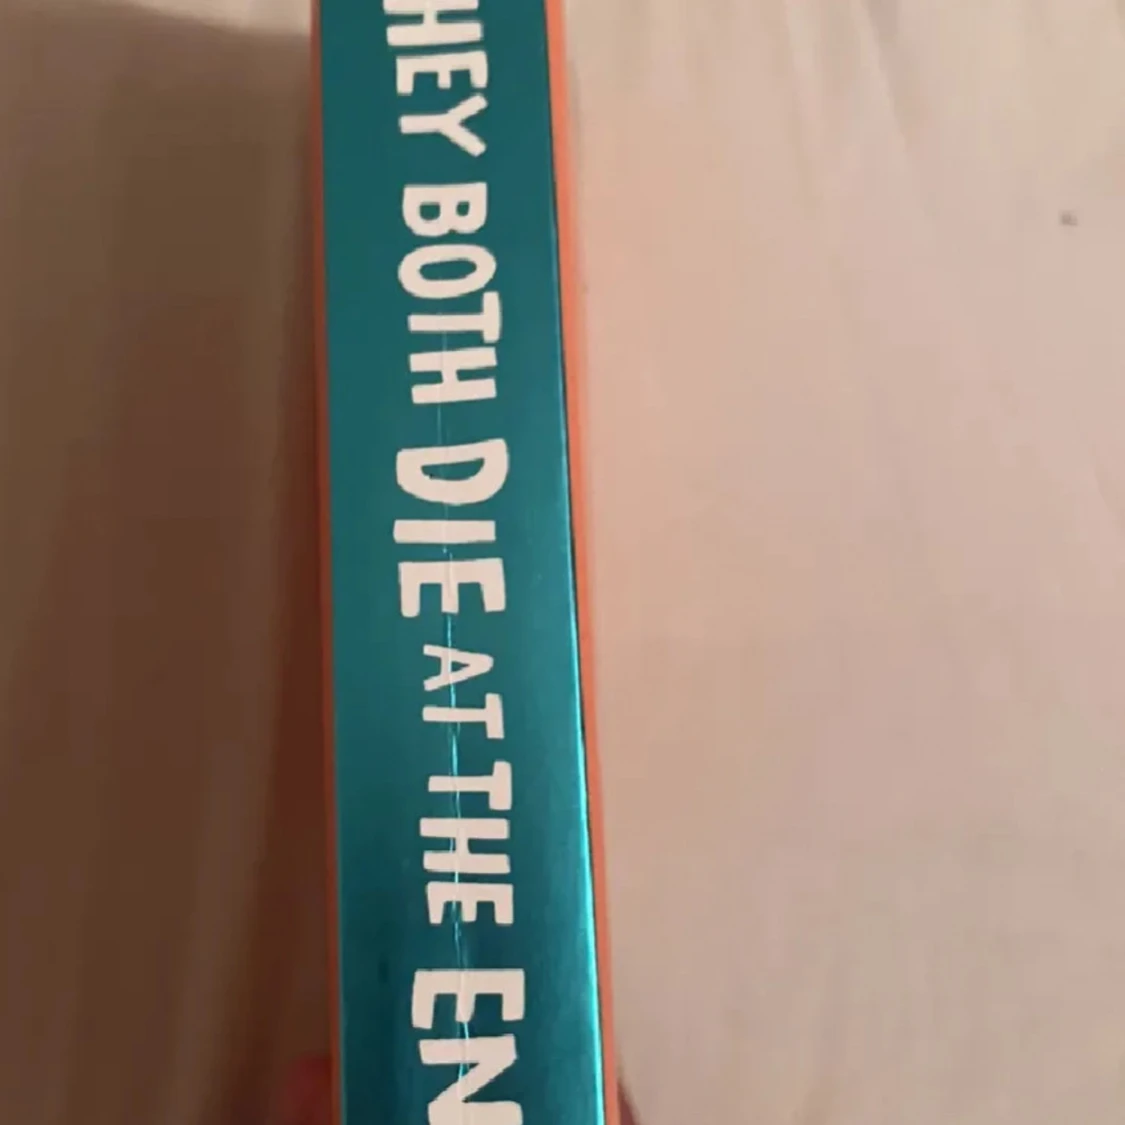 HEY BOTH DIE AT THE EN